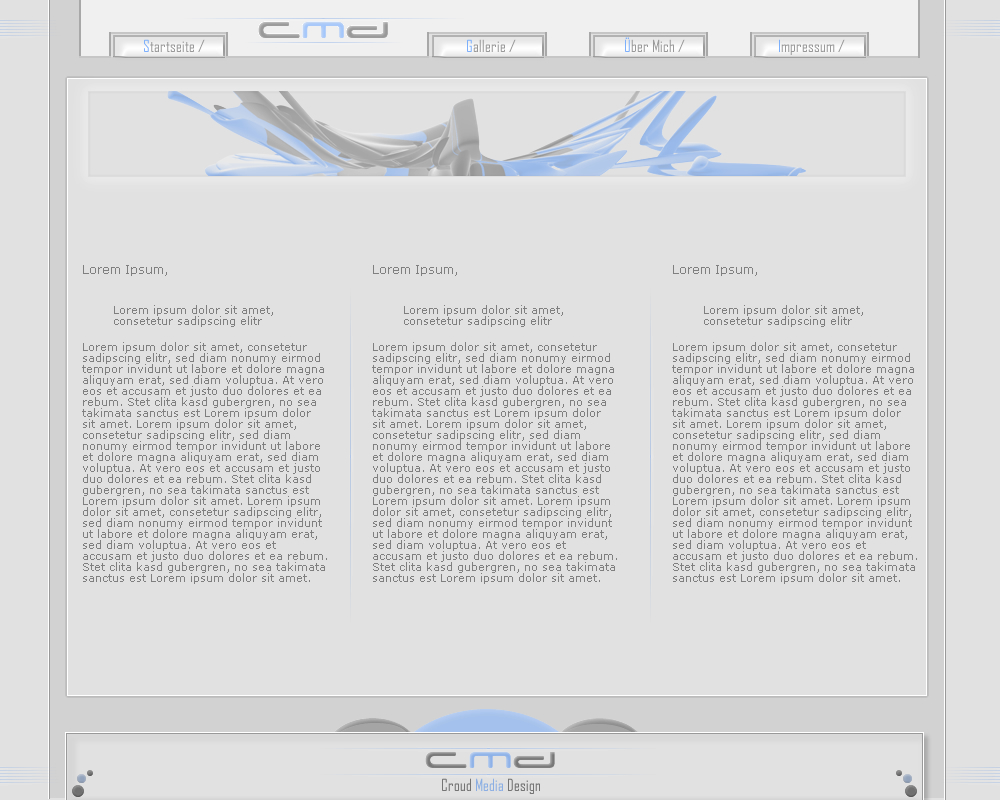 cmd
Startseite /
Gallerie /
Über Mich /
Impressum /
Lorem Ipsum,
Lorem ipsum dolor sit amet,
consetetur sadipscing elitr
Lorem ipsum dolor sit amet, consetetur
sadipscing elitr, sed diam nonumy eirmod
tempor invidunt ut labore et dolore magna
aliquyam erat, sed diam voluptua. At vero
eos et accusam et justo duo dolores et ea
rebum. Stet clita kasd gubergren, no sea
takimata sanctus est Lorem ipsum dolor
sit amet. Lorem ipsum dolor sit amet,
consetetur sadipscing elitr, sed diam
nonumy eirmod tempor invidunt ut labore
et dolore magna aliquyam erat, sed diam
voluptua. At vero eos et accusam et justo
duo dolores et ea rebum. Stet clita kasd
gubergren, no sea takimata sanctus est
Lorem ipsum dolor sit amet. Lorem ipsum
dolor sit amet, consetetur sadipscing elitr,
sed diam nonumy eirmod tempor invidunt
ut labore et dolore magna aliquyam erat,
sed diam voluptua. At vero eos et
accusam et justo duo dolores et ea rebum.
Stet clita kasd gubergren, no sea takimata
sanctus est Lorem ipsum dolor sit amet.
Lorem Ipsum,
Lorem ipsum dolor sit amet,
consetetur sadipscing elitr
Lorem ipsum dolor sit amet, consetetur
sadipscing elitr, sed diam nonumy eirmod
tempor invidunt ut labore et dolore magna
aliquyam erat, sed diam voluptua. At vero
eos et accusam et justo duo dolores et ea
rebum. Stet clita kasd gubergren, no sea
takimata sanctus est Lorem ipsum dolor
sit amet. Lorem ipsum dolor sit amet,
consetetur sadipscing elitr, sed diam
nonumy eirmod tempor invidunt ut labore
et dolore magna aliquyam erat, sed diam
voluptua. At vero eos et accusam et justo
duo dolores et ea rebum. Stet clita kasd
gubergren, no sea takimata sanctus est
Lorem ipsum dolor sit amet. Lorem ipsum
dolor sit amet, consetetur sadipscing elitr,
sed diam nonumy eirmod tempor invidunt
ut labore et dolore magna aliquyam erat,
sed diam voluptua. At vero eos et
accusam et justo duo dolores et ea rebum.
Stet clita kasd gubergren, no sea takimata
sanctus est Lorem ipsum dolor sit amet.
Lorem Ipsum,
Lorem ipsum dolor sit amet,
consetetur sadipscing elitr
Lorem ipsum dolor sit amet, consetetur
sadipscing elitr, sed diam nonumy eirmod
tempor invidunt ut labore et dolore magna
aliquyam erat, sed diam voluptua. At vero
eos et accusam et justo duo dolores et ea
rebum. Stet clita kasd gubergren, no sea
takimata sanctus est Lorem ipsum dolor
sit amet. Lorem ipsum dolor sit amet,
consetetur sadipscing elitr, sed diam
nonumy eirmod tempor invidunt ut labore
et dolore magna aliquyam erat, sed diam
voluptua. At vero eos et accusam et justo
duo dolores et ea rebum. Stet clita kasd
gubergren, no sea takimata sanctus est
Lorem ipsum dolor sit amet. Lorem ipsum
dolor sit amet, consetetur sadipscing elitr,
sed diam nonumy eirmod tempor invidunt
ut labore et dolore magna aliquyam erat,
sed diam voluptua. At vero eos et
accusam et justo duo dolores et ea rebum.
Stet clita kasd gubergren, no sea takimata
sanctus est Lorem ipsum dolor sit amet.
cmd
Croud Media Design